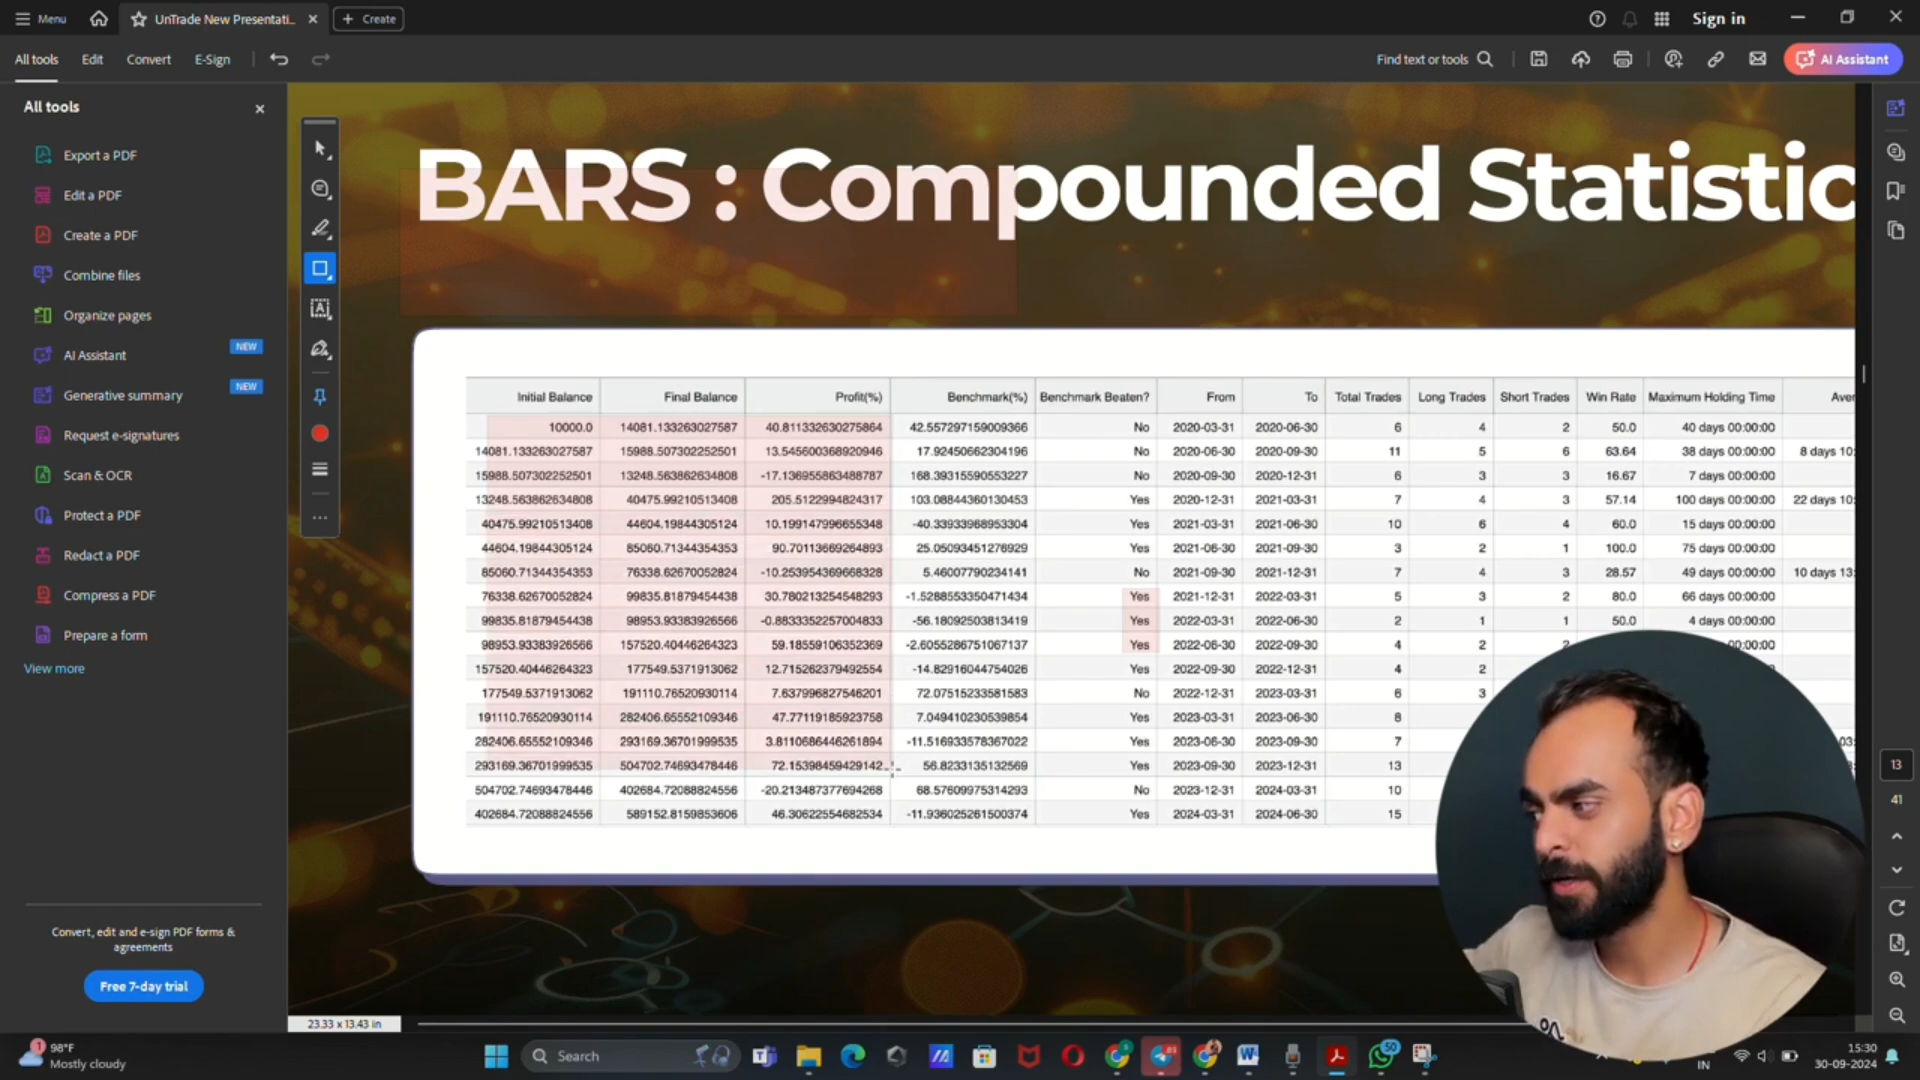 Menu
UnTrade New Presentati...
Create
Sign in
All tools
Edit
Convert
E-Sign
Find text or tools
AI Assistant
All tools
Export a PDF
Edit a PDF
Create a PDF
Combine files
Organize pages
AI Assistant
NEW
Generative summary
NEW
Request e-signatures
Scan & OCR
Protect a PDF
Redact a PDF
Compress a PDF
Prepare a form
View more
Convert, edit and e-sign PDF forms &
agreements
Free 7-day trial
BARS : Compounded Statistic
Initial Balance Final Balance Profit(%) Benchmark(%) Benchmark Beaten? From To Total Trades Long Trades Short Trades Win Rate Maximum Holding Time Aver
10000.0 14081.133263027587 40.811332630275864 42.557297159009366 No 2020-03-31 2020-06-30 6 4 2 50.0 40 days 00:00:00
14081.133263027587 15988.507302252501 13.545600368920946 17.92450662304196 No 2020-06-30 2020-09-30 11 5 6 63.64 38 days 00:00:00 8 days 10:
15988.507302252501 13248.563862634808 -17.136955863488787 168.39315590553227 No 2020-09-30 2020-12-31 6 3 3 16.67 7 days 00:00:00
13248.563862634808 40475.99210513408 205.5122994824317 103.08844360130453 Yes 2020-12-31 2021-03-31 7 4 3 57.14 100 days 00:00:00 22 days 10:
40475.99210513408 44604.19844305124 10.199147996655348 -40.33933968953304 Yes 2021-03-31 2021-06-30 10 6 4 60.0 15 days 00:00:00
44604.19844305124 85060.71344354353 90.70113669264893 25.05093451276929 Yes 2021-06-30 2021-09-30 3 2 1 100.0 75 days 00:00:00
85060.71344354353 76338.62670052824 -10.253954369668328 5.46007790234141 No 2021-09-30 2021-12-31 7 4 3 28.57 49 days 00:00:00 10 days 13:
76338.62670052824 99835.81879454438 30.780213254548293 -1.5288553350471434 Yes 2021-12-31 2022-03-31 5 3 2 80.0 66 days 00:00:00
99835.81879454438 98953.93383926566 -0.8833352257004833 -56.18092503813419 Yes 2022-03-31 2022-06-30 2 1 1 50.0 4 days 00:00:00
98953.93383926566 157520.40446264323 59.18559106352369 -2.6055286751067137 Yes 2022-06-30 2022-09-30 4 2
157520.40446264323 177549.5371913062 12.715262379492554 -14.82916044754026 Yes 2022-09-30 2022-12-31 4 2
177549.5371913062 191110.76520930114 7.637996827546201 72.07515233581583 No 2022-12-31 2023-03-31 6 3
191110.76520930114 282406.65552109346 47.77119185923758 7.049410230539854 Yes 2023-03-31 2023-06-30 8
282406.65552109346 293169.36701999535 3.8110686446261894 -11.516933578367022 Yes 2023-06-30 2023-09-30 7
293169.36701999535 504702.74693478446 72.15398459429142 56.8233135132569 Yes 2023-09-30 2023-12-31 13
504702.74693478446 402684.72088824556 -20.213487377694268 68.57609975314293 No 2023-12-31 2024-03-31 10
402684.72088824556 589152.8159853606 46.30622554682534 -11.936025261500374 Yes 2024-03-31 2024-06-30 15
13
41
23.33 x 13.43 in
98°F
Mostly cloudy
Search
50
IN
15:30
30-09-2024